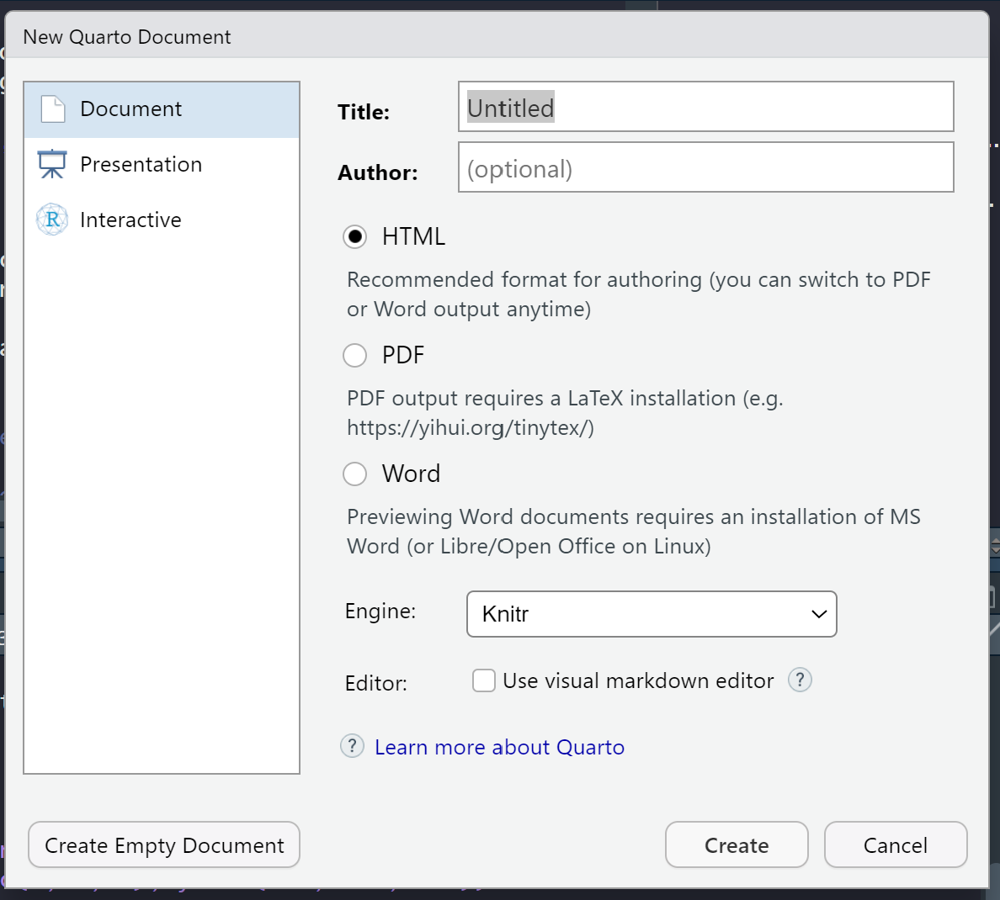 New Quarto Document
Document
Presentation
Interactive
Title:
Untitled
Author:
(optional)
HTML
Recommended format for authoring (you can switch to PDF
or Word output anytime)
PDF
PDF output requires a LaTeX installation (e.g.
https://yihui.org/tinytex/)
Word
Previewing Word documents requires an installation of MS
Word (or Libre/Open Office on Linux)
Engine:
Knitr
Editor:
Use visual markdown editor
?
?
Learn more about Quarto
Create Empty Document
Create
Cancel